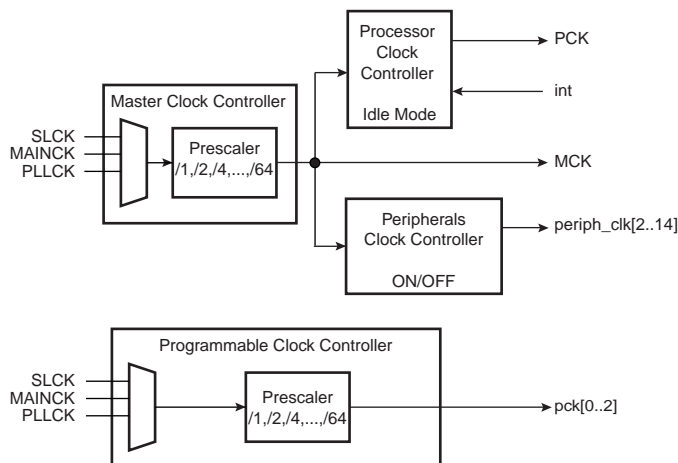 Processor
Clock
Controller
Idle Mode
PCK
int
Master Clock Controller
SLCK
MAINCK
PLLCK
Prescaler
/1,/2,/4,...,/64
MCK
Peripherals
Clock Controller
ON/OFF
periph_clk[2..14]
Programmable Clock Controller
SLCK
MAINCK
PLLCK
Prescaler
/1,/2,/4,...,/64
pck[0..2]